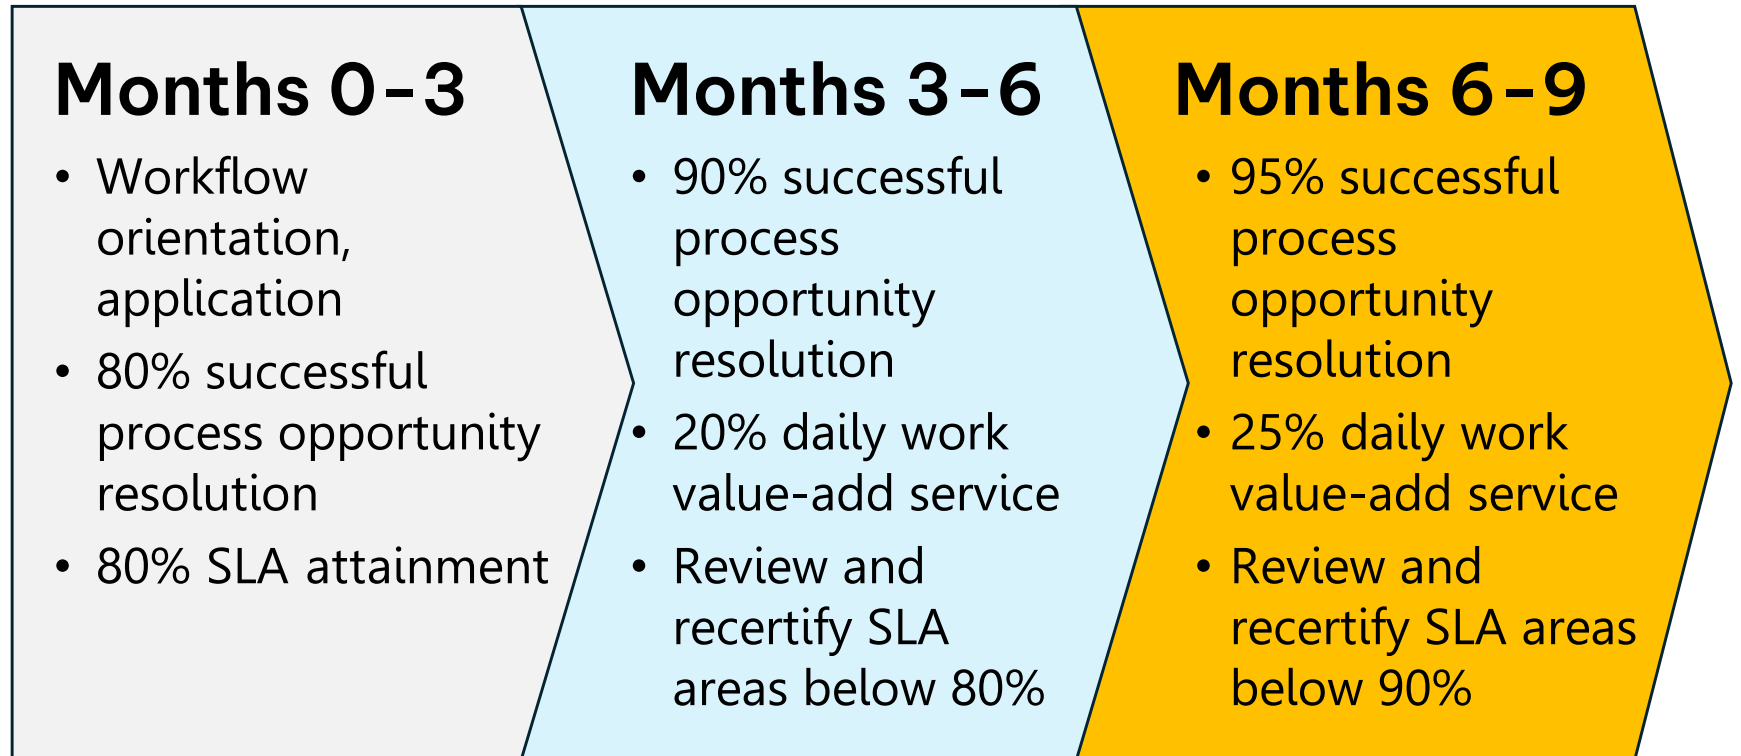 Months 0-3
• Workflow
orientation,
application
• 80% successful
process opportunity
resolution
• 80% SLA attainment
Months 3-6
• 90% successful
process
opportunity
resolution
• 20% daily work
value-add service
• Review and
recertify SLA
areas below 80%
Months 6-9
• 95% successful
process
opportunity
resolution
• 25% daily work
value-add service
• Review and
recertify SLA areas
below 90%